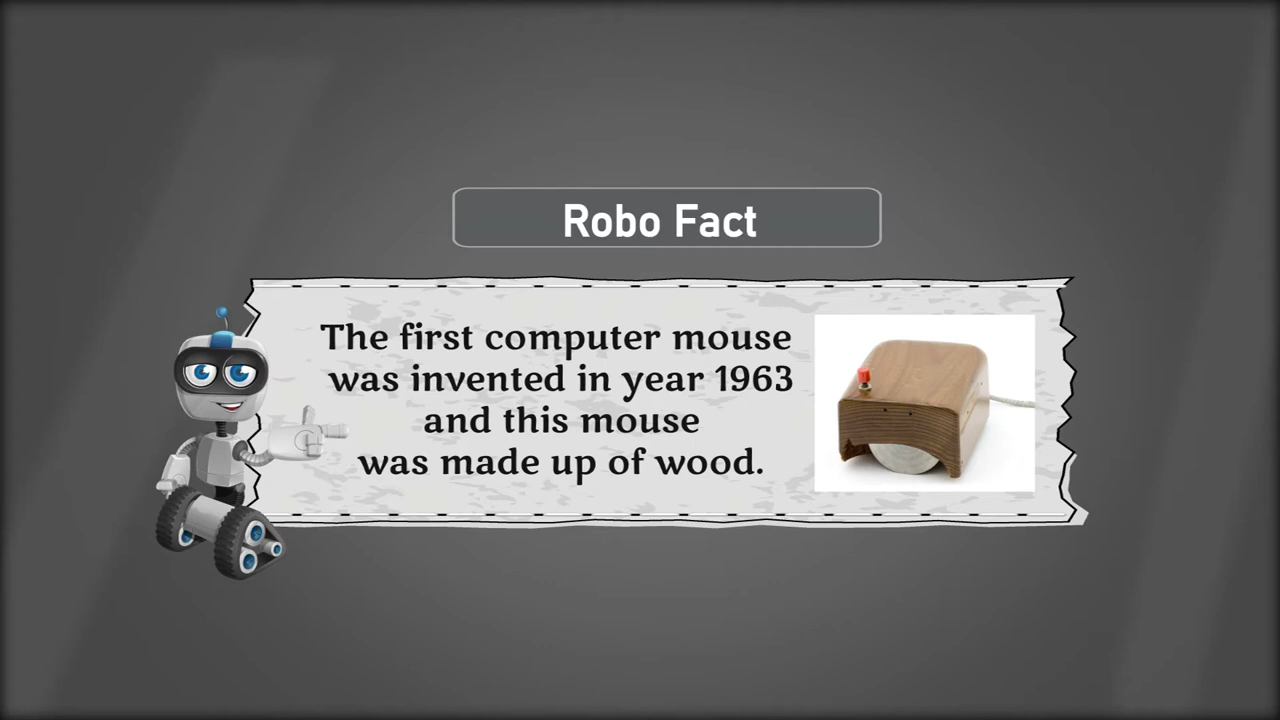 Robo Fact
The first computer mouse
was invented in year 1963
and this mouse
was made up of wood.